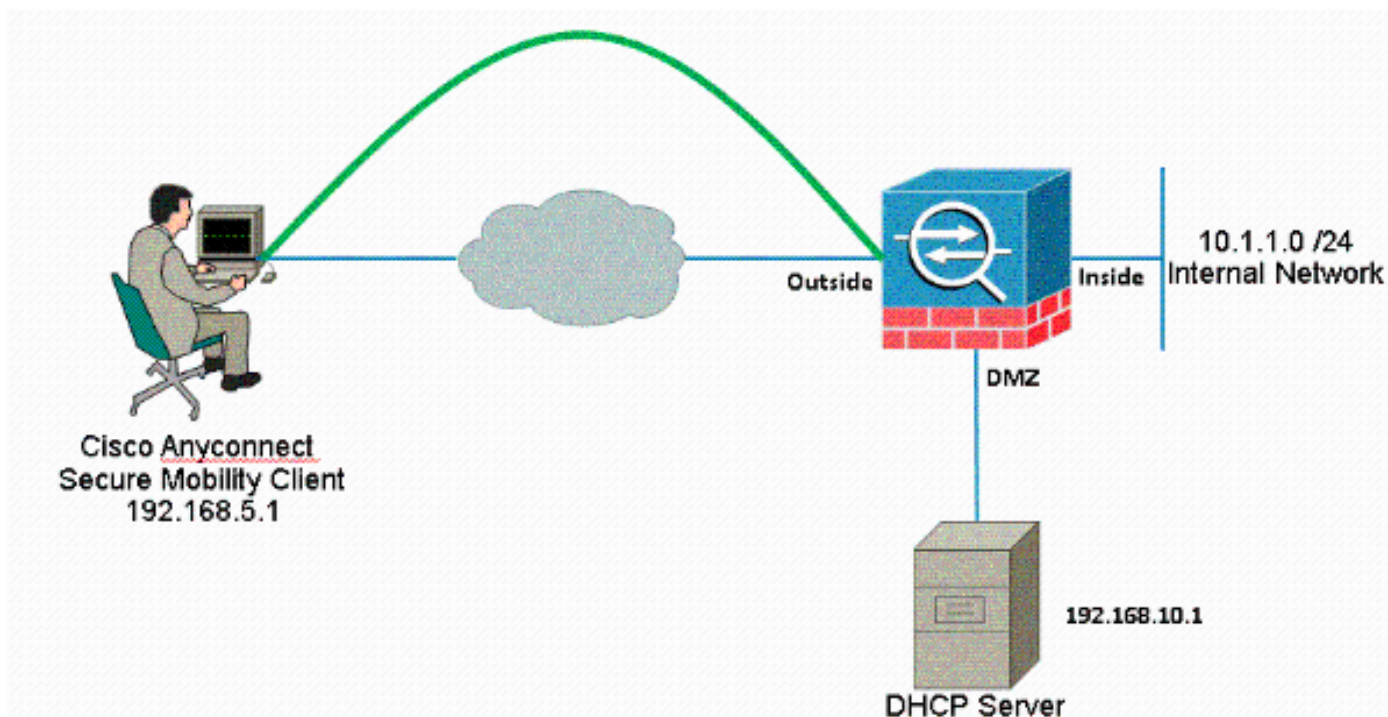 Cisco Anyconnect
Secure Mobility Client
192.168.5.1
Outside
Inside
10.1.1.0 /24
Internal Network
DMZ
192.168.10.1
DHCP Server